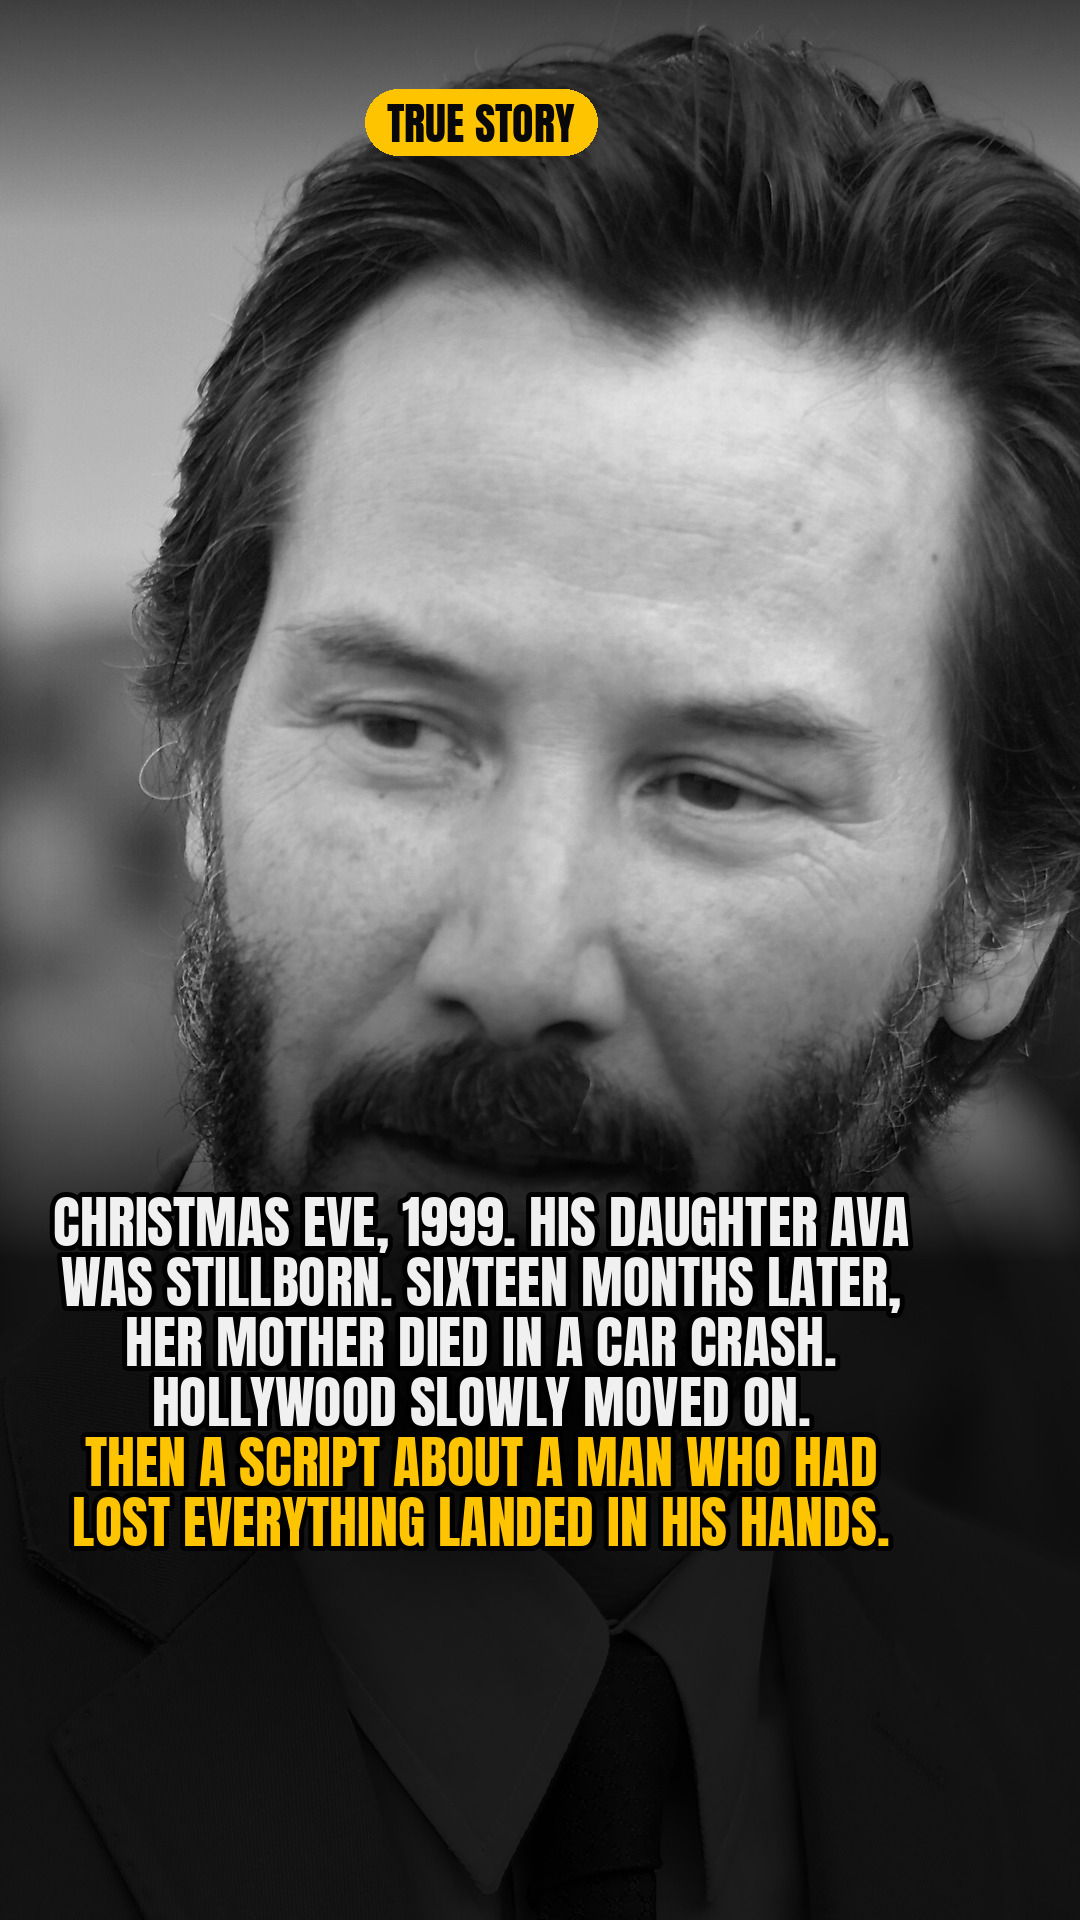 TRUE STORY
CHRISTMAS EVE, 1999. HIS DAUGHTER AVA
WAS STILLBORN. SIXTEEN MONTHS LATER,
HER MOTHER DIED IN A CAR CRASH.
HOLLYWOOD SLOWLY MOVED ON.
THEN A SCRIPT ABOUT A MAN WHO HAD
LOST EVERYTHING LANDED IN HIS HANDS.